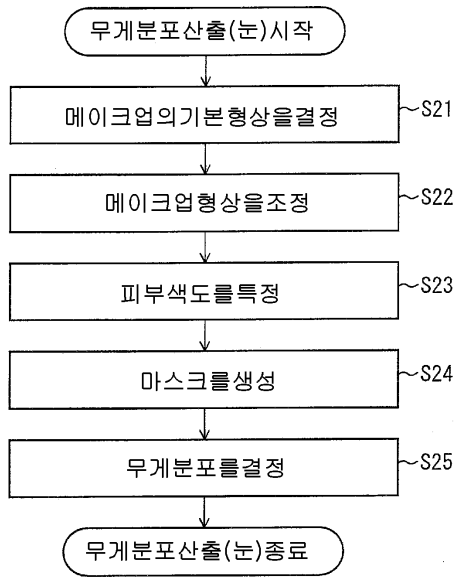 무게분포산출(눈)시작
메이크업의기본형상을결정 S21
메이크업형상을조정 S22
피부색도를특정 S23
마스크를생성 S24
무게분포를결정 S25
무게분포산출(눈)종료